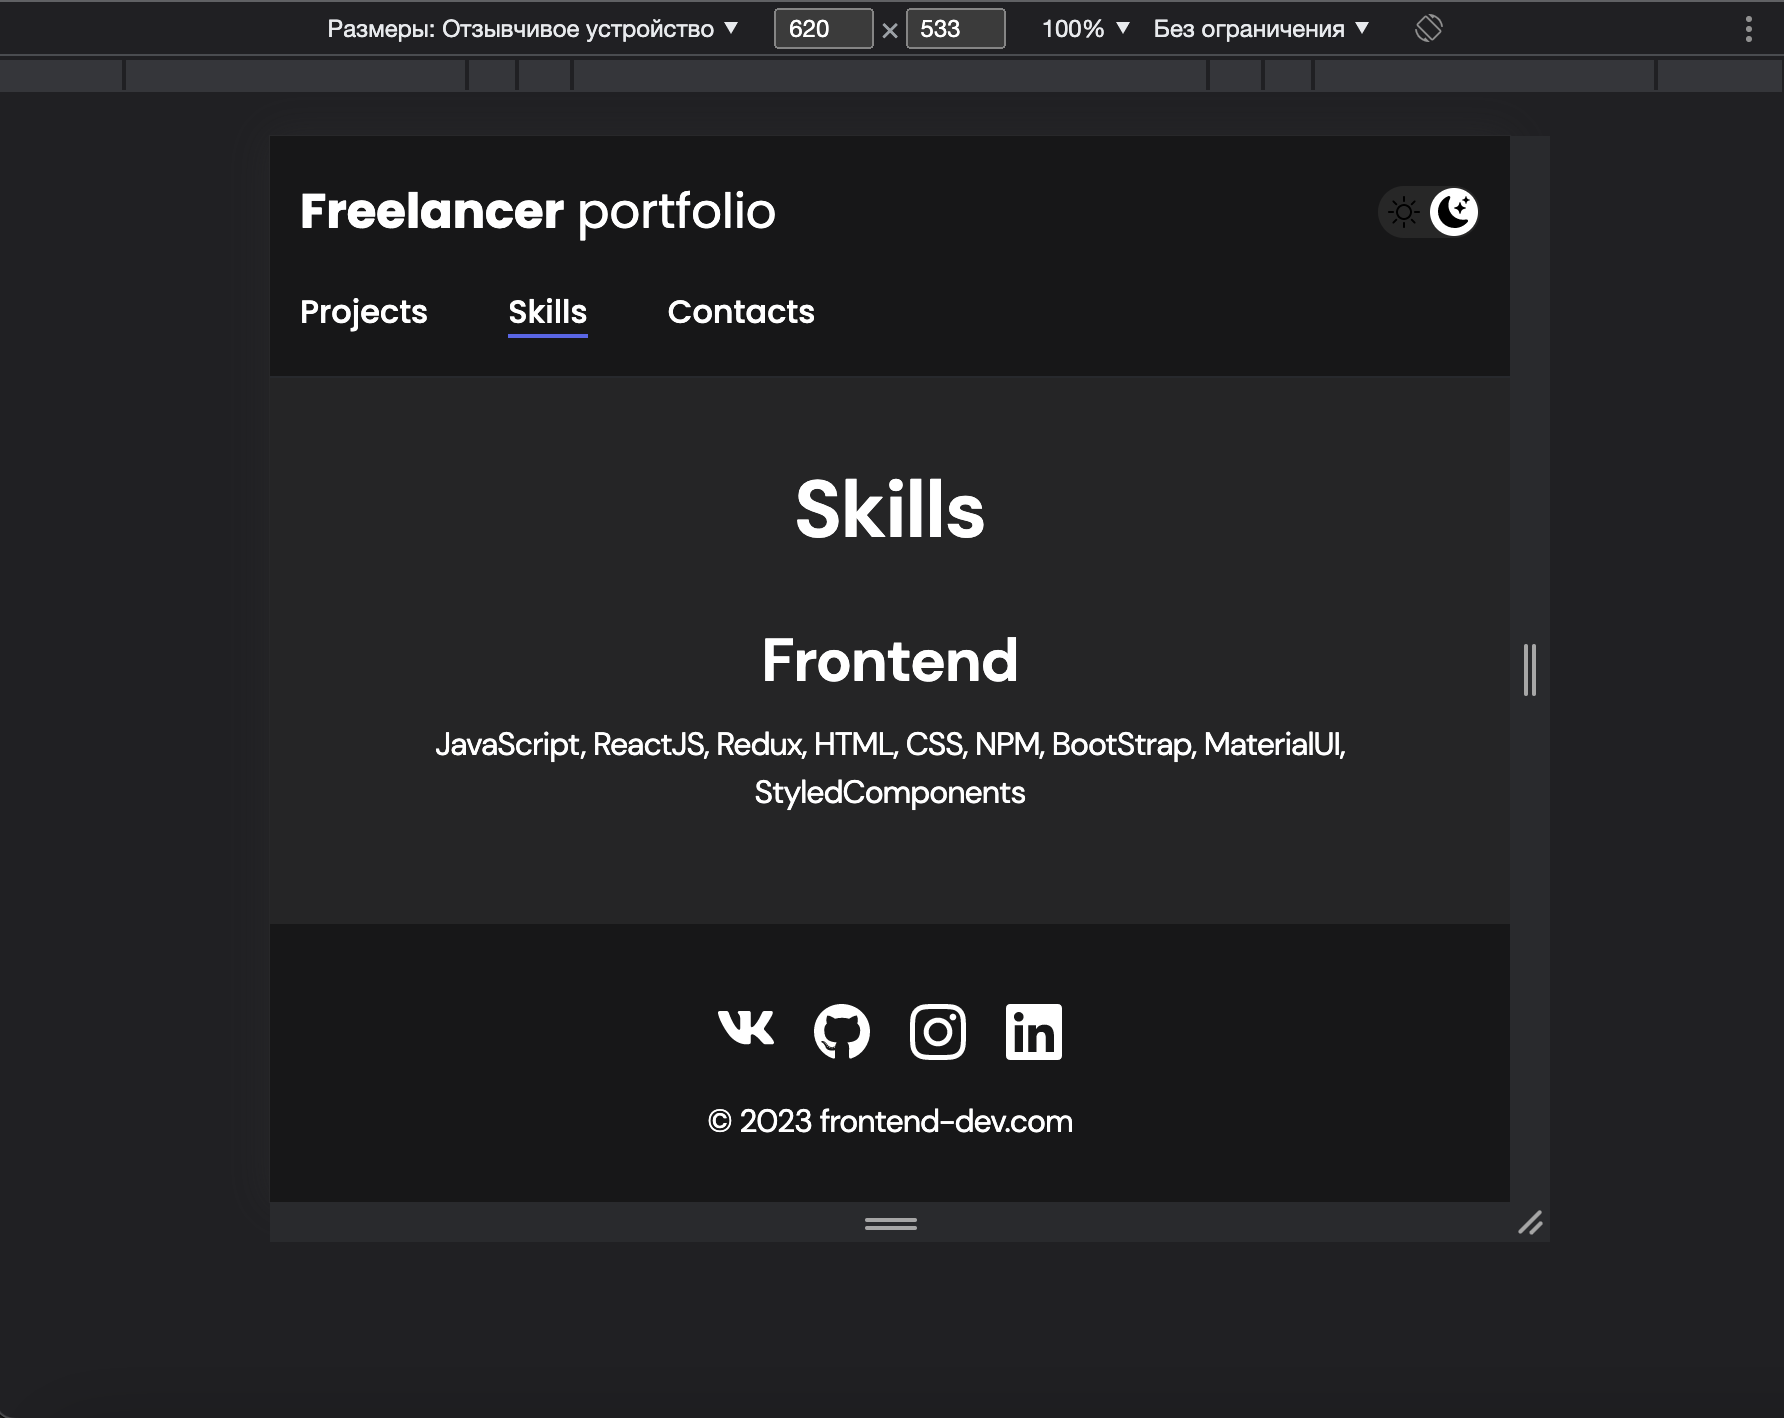 Размеры: Отзывчивое устройство ▼ 620 × 533 100% ▼ Без ограничения ▼
Freelancer portfolio
Projects Skills Contacts
Skills
Frontend
JavaScript, ReactJS, Redux, HTML, CSS, NPM, BootStrap, MaterialUI,
StyledComponents
© 2023 frontend-dev.com